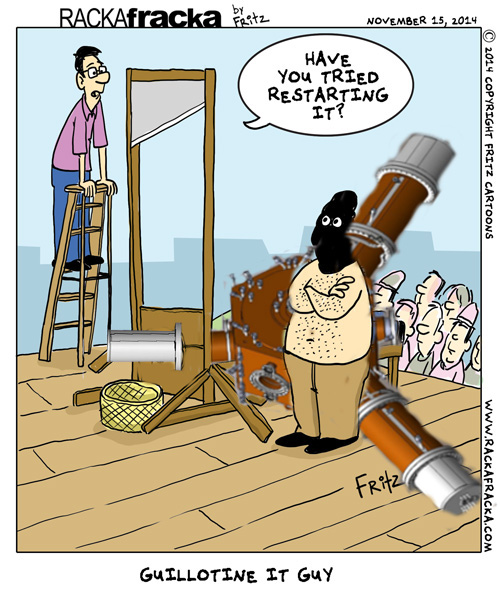 RACKAfracka by Fritz
NOVEMBER 15, 2014
HAVE
YOU TRIED
RESTARTING
IT?
© 2014 COPYRIGHT FRITZ CARTOONS
WWW.RACKAFRACKA.COM
FRitz
GUILLOTINE IT GUY